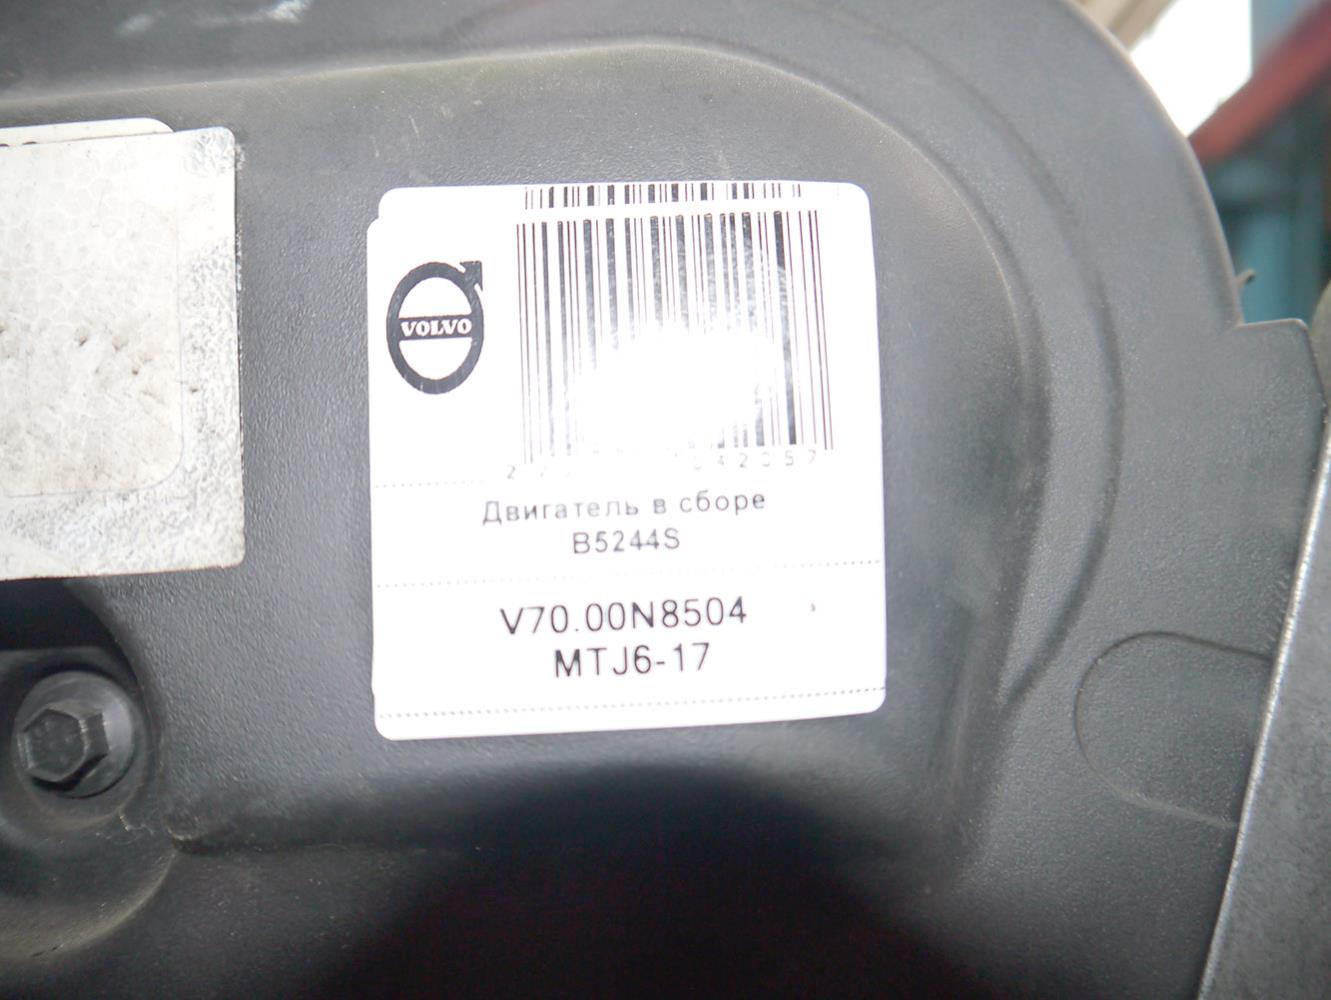 VOLVO
Двигатель в сборе
B5244S
V70.00N8504
MTJ6-17